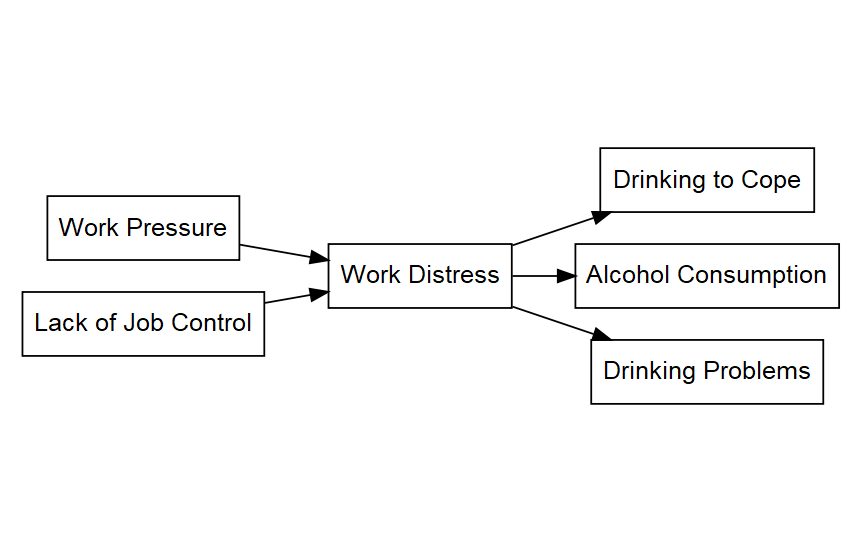 Work Pressure
Lack of Job Control
Work Distress
Drinking to Cope
Alcohol Consumption
Drinking Problems